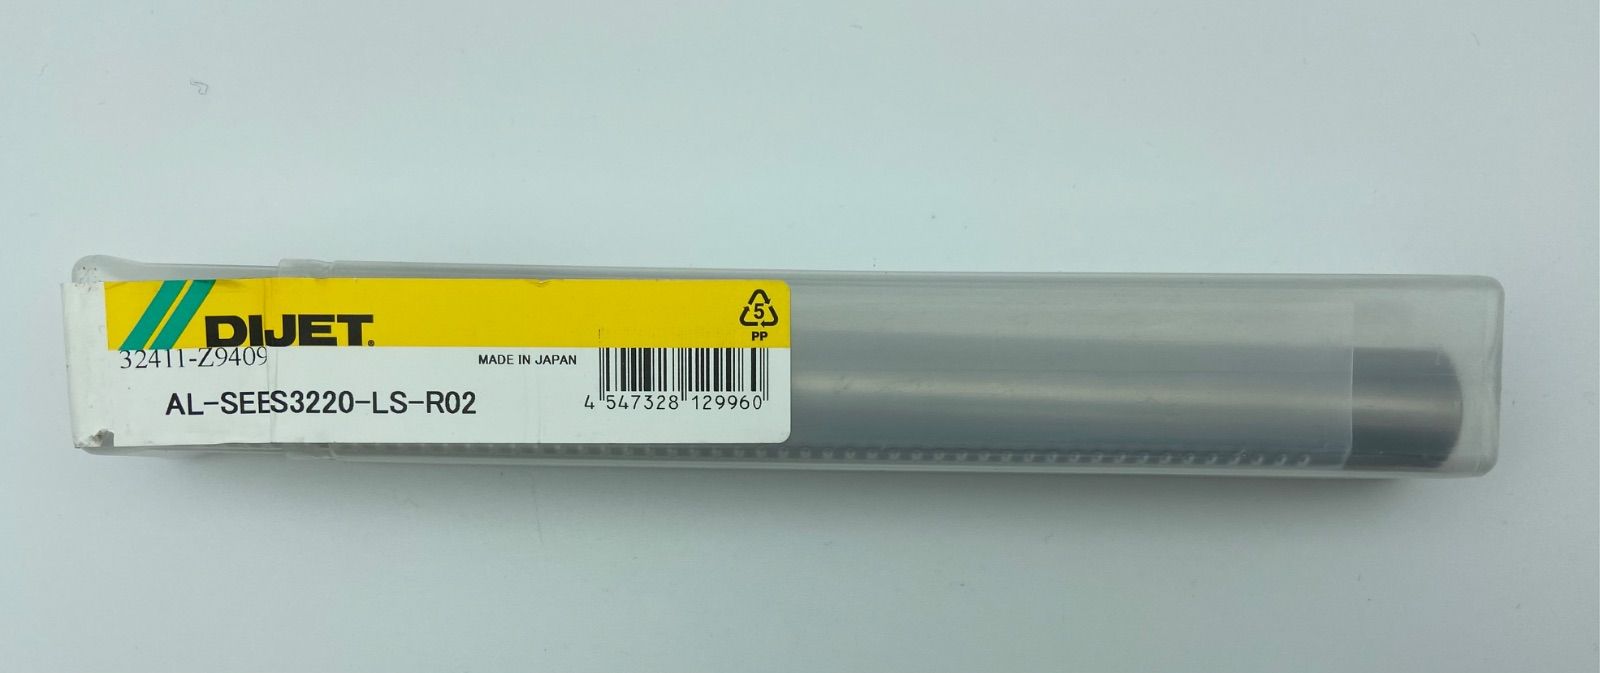 DIJET®
5
PP
32411-Z9409
MADE IN JAPAN
AL-SEES3220-LS-R02
4 547328 129960